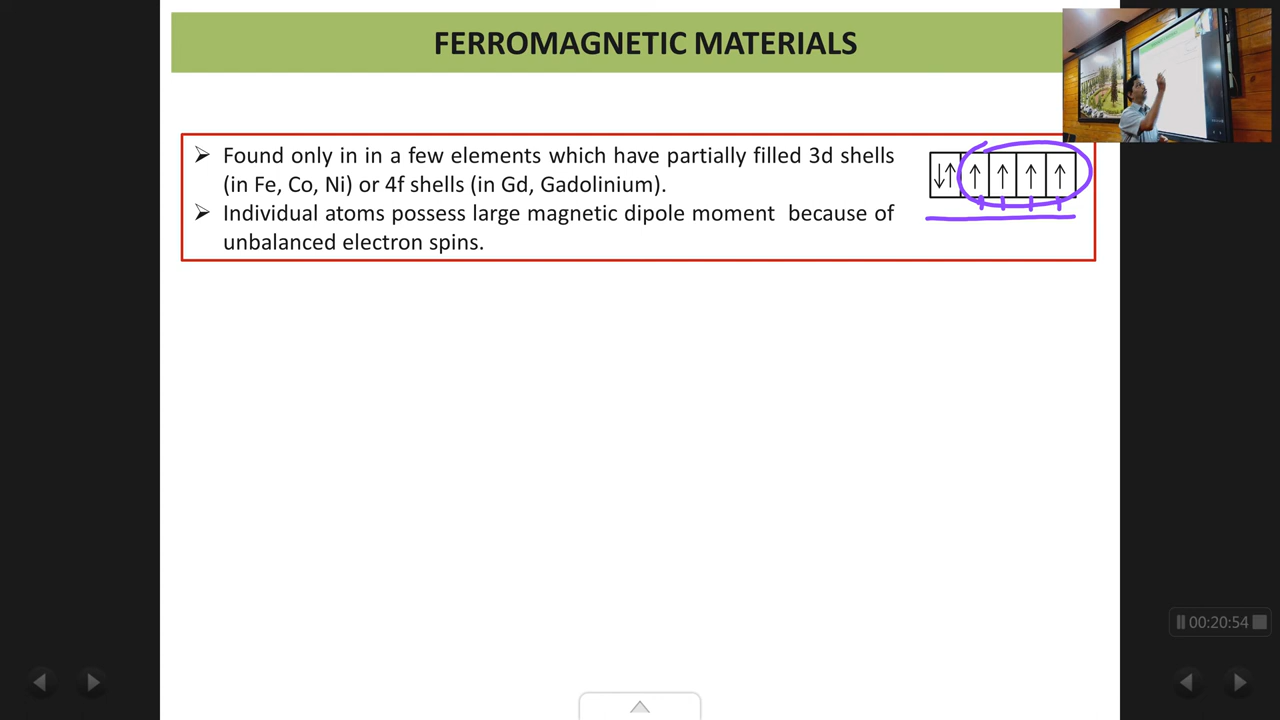 FERROMAGNETIC MATERIALS
➢ Found only in in a few elements which have partially filled 3d shells
(in Fe, Co, Ni) or 4f shells (in Gd, Gadolinium).
➢ Individual atoms possess large magnetic dipole moment because of
unbalanced electron spins.
00:20:54